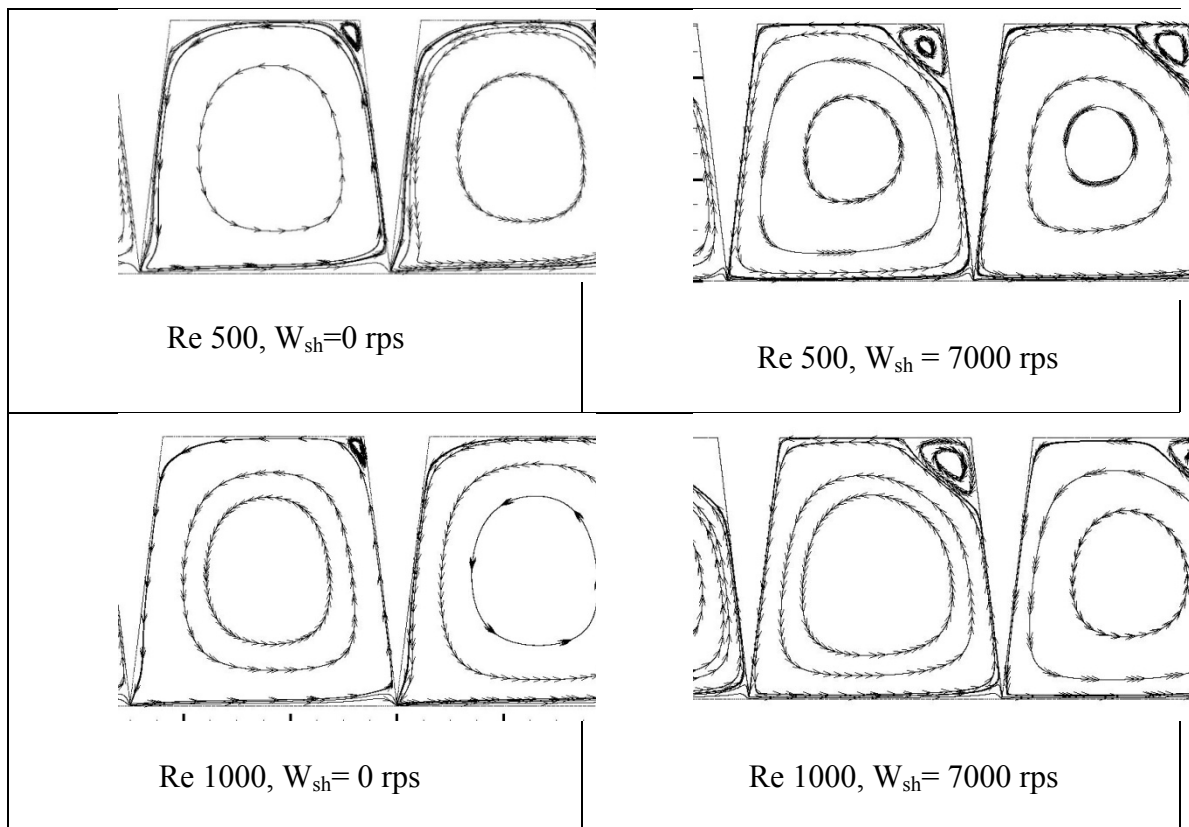 Re 500, Wsh=0 rps
Re 500, Wsh = 7000 rps
Re 1000, Wsh= 0 rps
Re 1000, Wsh= 7000 rps